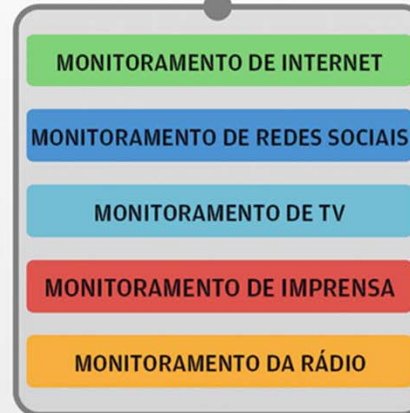 MONITORAMENTO DE INTERNET
MONITORAMENTO DE REDES SOCIAIS
MONITORAMENTO DE TV
MONITORAMENTO DE IMPRENSA
MONITORAMENTO DA RÁDIO